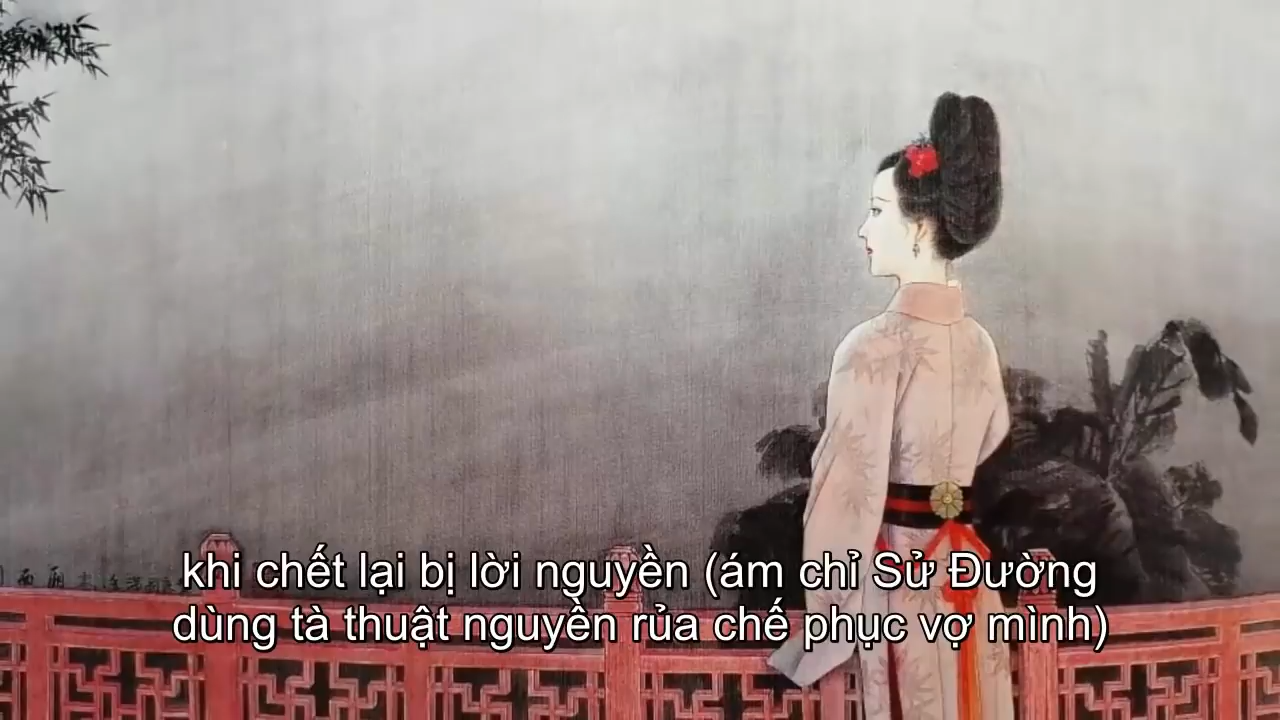 khi chết lại bị lời nguyền (ám chỉ Sử Đường
dùng tà thuật nguyền rủa chế phục vợ mình)